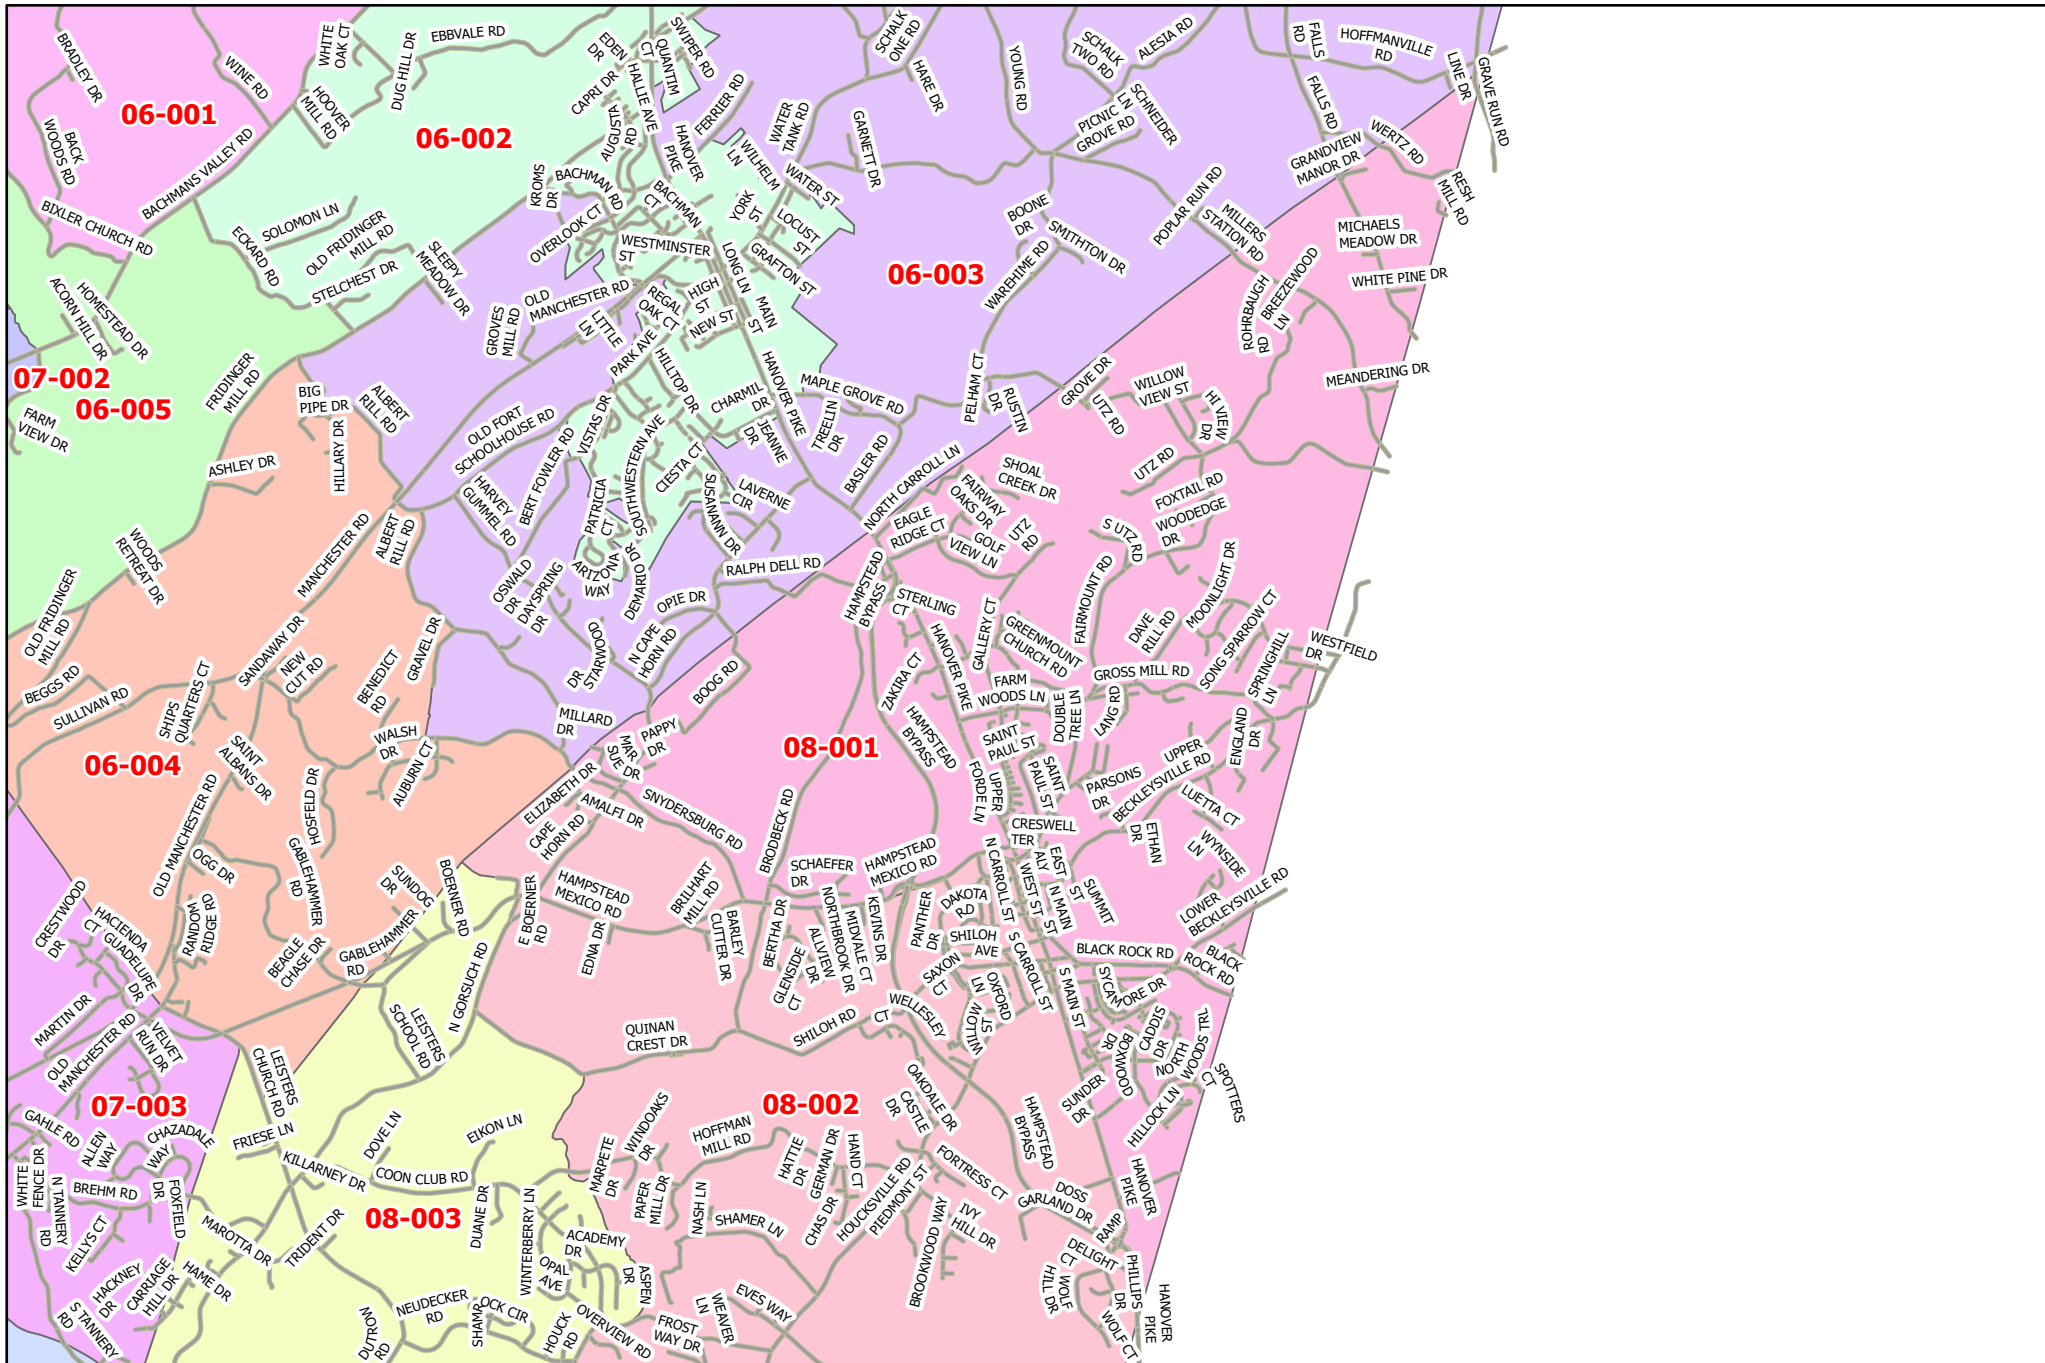 BRADLEY DR
WINE RD
WHITE
OAK CT
EBBVALE RD
DUG HILL DR
HOOVER
MILL RD
06-001
BACK
WOODS RD
06-002
BACHMANS VALLEY RD
BIXLER CHURCH RD
EDEN
DR
CAPRI DR
HALLIE AVE
QUANTIM
CT
SWIPER RD
AUGUSTA
RD
FERRIER RD
HANOVER
PIKE
KROMS
DR
BACHMAN RD
BACHMAN
CT
OVERLOOK CT
WESTMINSTER
ST
WATER
TANK RD
WILHELM
LN
YORK
ST
WATER ST
LOCUST
ST
GRAFTON ST
LONG LN
MAIN
ST
SCHALK
ONE RD
HARE DR
GARNETT DR
YOUNG RD
SCHALK
TWO RD
ALESIA RD
SCHNEIDER
LN
PICNIC
GROVE RD
FALLS
RD
HOFFMANVILLE
RD
LINE DR
GRAVE RUN RD
FALLS RD
WERTZ RD
GRANDVIEW
MANOR DR
RESH
MILL RD
POPLAR RUN RD
MILLERS
STATION RD
MICHAELS
MEADOW DR
WHITE PINE DR
BOONE
DR
SMITHTON DR
WAREHIME RD
06-003
ROHRBAUGH
RD
BREEZEWOOD
LN
MEANDERING DR
SOLOMON LN
ECKARD RD
OLD FRIDINGER
MILL RD
STELCHEST DR
SLEEPY
MEADOW DR
OLD
MANCHESTER RD
GROVES
MILL RD
LITTLE
LN
REGAL
OAK CT
HIGH
ST
NEW ST
PARK AVE
HILLTOP DR
HANOVER PIKE
CHARMIL
DR
JEANNE
DR
MAPLE GROVE RD
TREELIN
DR
BASLER RD
PELHAM CT
RUSTIN
DR
GROVE DR
UTZ RD
WILLOW
VIEW ST
HI VIEW
DR
UTZ RD
FOXTAIL RD
WOODEDGE
DR
ACORN HILL DR
HOMESTEAD DR
07-002
06-005
FARM
VIEW DR
FRIDINGER
MILL RD
BIG
PIPE DR
ALBERT
RILL RD
HILLARY DR
ASHLEY DR
OLD FORT
SCHOOLHOUSE RD
BERT FOWLER RD
VISTAS DR
HARVEY
GUMMEL RD
PATRICIA
CT
SOUTHWESTERN AVE
CIESTA CT
SUSANANN DR
LAVERNE
CIR
NORTH CARROLL LN
SHOAL
CREEK DR
FAIRWAY
OAKS DR
EAGLE
RIDGE CT
GOLF
VIEW LN
UTZ
RD
S UTZ RD
WOODS
RETREAT DR
MANCHESTER RD
ALBERT
RILL RD
OLD FRIDINGER
MILL RD
OSWALD
DR
DAYSPRING
DR
ARIZONA
WAY
DEMARIO DR
RALPH DELL RD
OPIE DR
N CAPE
HORN RD
STARWOOD
DR
HAMPSTEAD
BYPASS
STERLING
CT
HANOVER PIKE
GALLERY CT
GREENMOUNT
CHURCH RD
FAIRMOUNT RD
DAVE
RILL RD
MOONLIGHT DR
SONG SPARROW CT
SPRINGHILL
LN
WESTFIELD
DR
GROSS MILL RD
BEGGS RD
SULLIVAN RD
SHIPS
QUARTERS CT
SANDAWAY DR
NEW
CUT RD
BENEDICT
RD
GRAVEL DR
WALSH
DR
AUBURN CT
MILLARD
DR
MAR
SUE DR
PAPPY
DR
BOOG RD
ZAKIRA CT
HAMPSTEAD
BYPASS
FARM
WOODS LN
DOUBLE
TREE LN
LANG RD
SAINT
PAUL ST
SAINT
PAUL ST
UPPER
FORDE LN
PARSONS
DR
UPPER
BECKLEYSVILLE RD
ENGLAND
DR
LUETTA CT
06-004
SAINT
ALBANS DR
OLD MANCHESTER RD
HOFFSFELD DR
08-001
ELIZABETH DR
AMALFI DR
CAPE
HORN RD
SNYDERSBURG RD
BRODBECK RD
CRESWELL
TER
ETHAN
DR
WYNSIDE
LN
OGG DR
GABLEHAMMER
RD
SUNDOG
DR
BOERNER RD
SCHAEFER
DR
HAMPSTEAD
MEXICO RD
N CARROLL ST
EAST
ALY
WEST ST
N MAIN
ST
SUMMIT
ST
LOWER
BECKLEYSVILLE RD
CRESTWOOD
DR
HACIENDA
CT
GUADELUPE
DR
RANDOM
RIDGE RD
BEAGLE
CHASE DR
GABLEHAMMER
RD
E BOERNER
RD
HAMPSTEAD
MEXICO RD
EDNA DR
BRILHART
MILL RD
BARLEY
CUTTER DR
BERTHA DR
GLENSIDE
CT
ALLVIEW
DR
NORTHBROOK DR
MIDVALE CT
KEVINS DR
PANTHER
DR
DAKOTA
RD
SHILOH
AVE
SAXON
CT
OXFORD
LN
S CARROLL ST
S MAIN ST
SYCAMORE DR
BLACK ROCK RD
BLACK
ROCK RD
MARTIN DR
OLD
MANCHESTER RD
VELVET
RUN DR
N GORSUCH RD
LEISTERS
SCHOOL RD
LEISTERS
CHURCH RD
QUINAN
CREST DR
SHILOH RD
WELLESLEY
CT
WILLOW
ST
BOXWOOD
DR
CADDIS
DR
NORTH
WOODS TRL
SPOTTERS
CT
HILLOCK LN
SUNDER
DR
07-003
GAHLE RD
ALLEN
WAY
CHAZADALE
WAY
FRIESE LN
DOVE LN
EIKON LN
KILLARNEY DR
COON CLUB RD
08-002
WINDOAKS
DR
MARPETE
DR
HOFFMAN
MILL RD
HATTIE
DR
GERMAN DR
HAND CT
CASTLE
DR
OAKDALE DR
HAMPSTEAD
BYPASS
HANOVER
PIKE
WHITE
FENCE DR
N TANNERY
RD
BREHM RD
FOXFIELD
DR
KELLYS CT
MAROTTA DR
TRIDENT DR
08-003
DUANE DR
WINTERBERRY LN
ACADEMY
DR
OPAL
AVE
PAPER
MILL DR
NASH LN
SHAMER LN
CHAS DR
HOUCKSVILLE RD
PIEDMONT ST
FORTRESS CT
IVY
HILL DR
BROOKWOOD WAY
DOSS
GARLAND DR
RAMP
DELIGHT
CT
PHILLIPS
DR
WOLF
HILL DR
WOLF CT
HANOVER
PIKE
HACKNEY
DR
CARRIAGE
HILL DR
HAME DR
S TANNERY
RD
DUTROW
RD
NEUDECKER
RD
SHAMROCK CIR
HOUCK
RD
OVERVIEW RD
ASPEN
DR
FROST
WAY DR
WEAVER
LN
EVES WAY